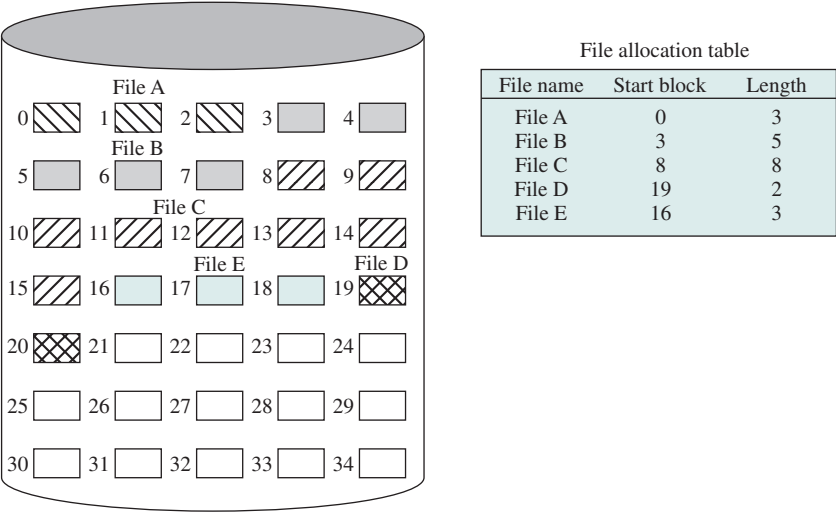 File allocation table
File name Start block Length
File A 0 3
File B 3 5
File C 8 8
File D 19 2
File E 16 3
File A
0 1 2 3 4
File B
5 6 7 8 9
File C
10 11 12 13 14
File E File D
15 16 17 18 19
20 21 22 23 24
25 26 27 28 29
30 31 32 33 34